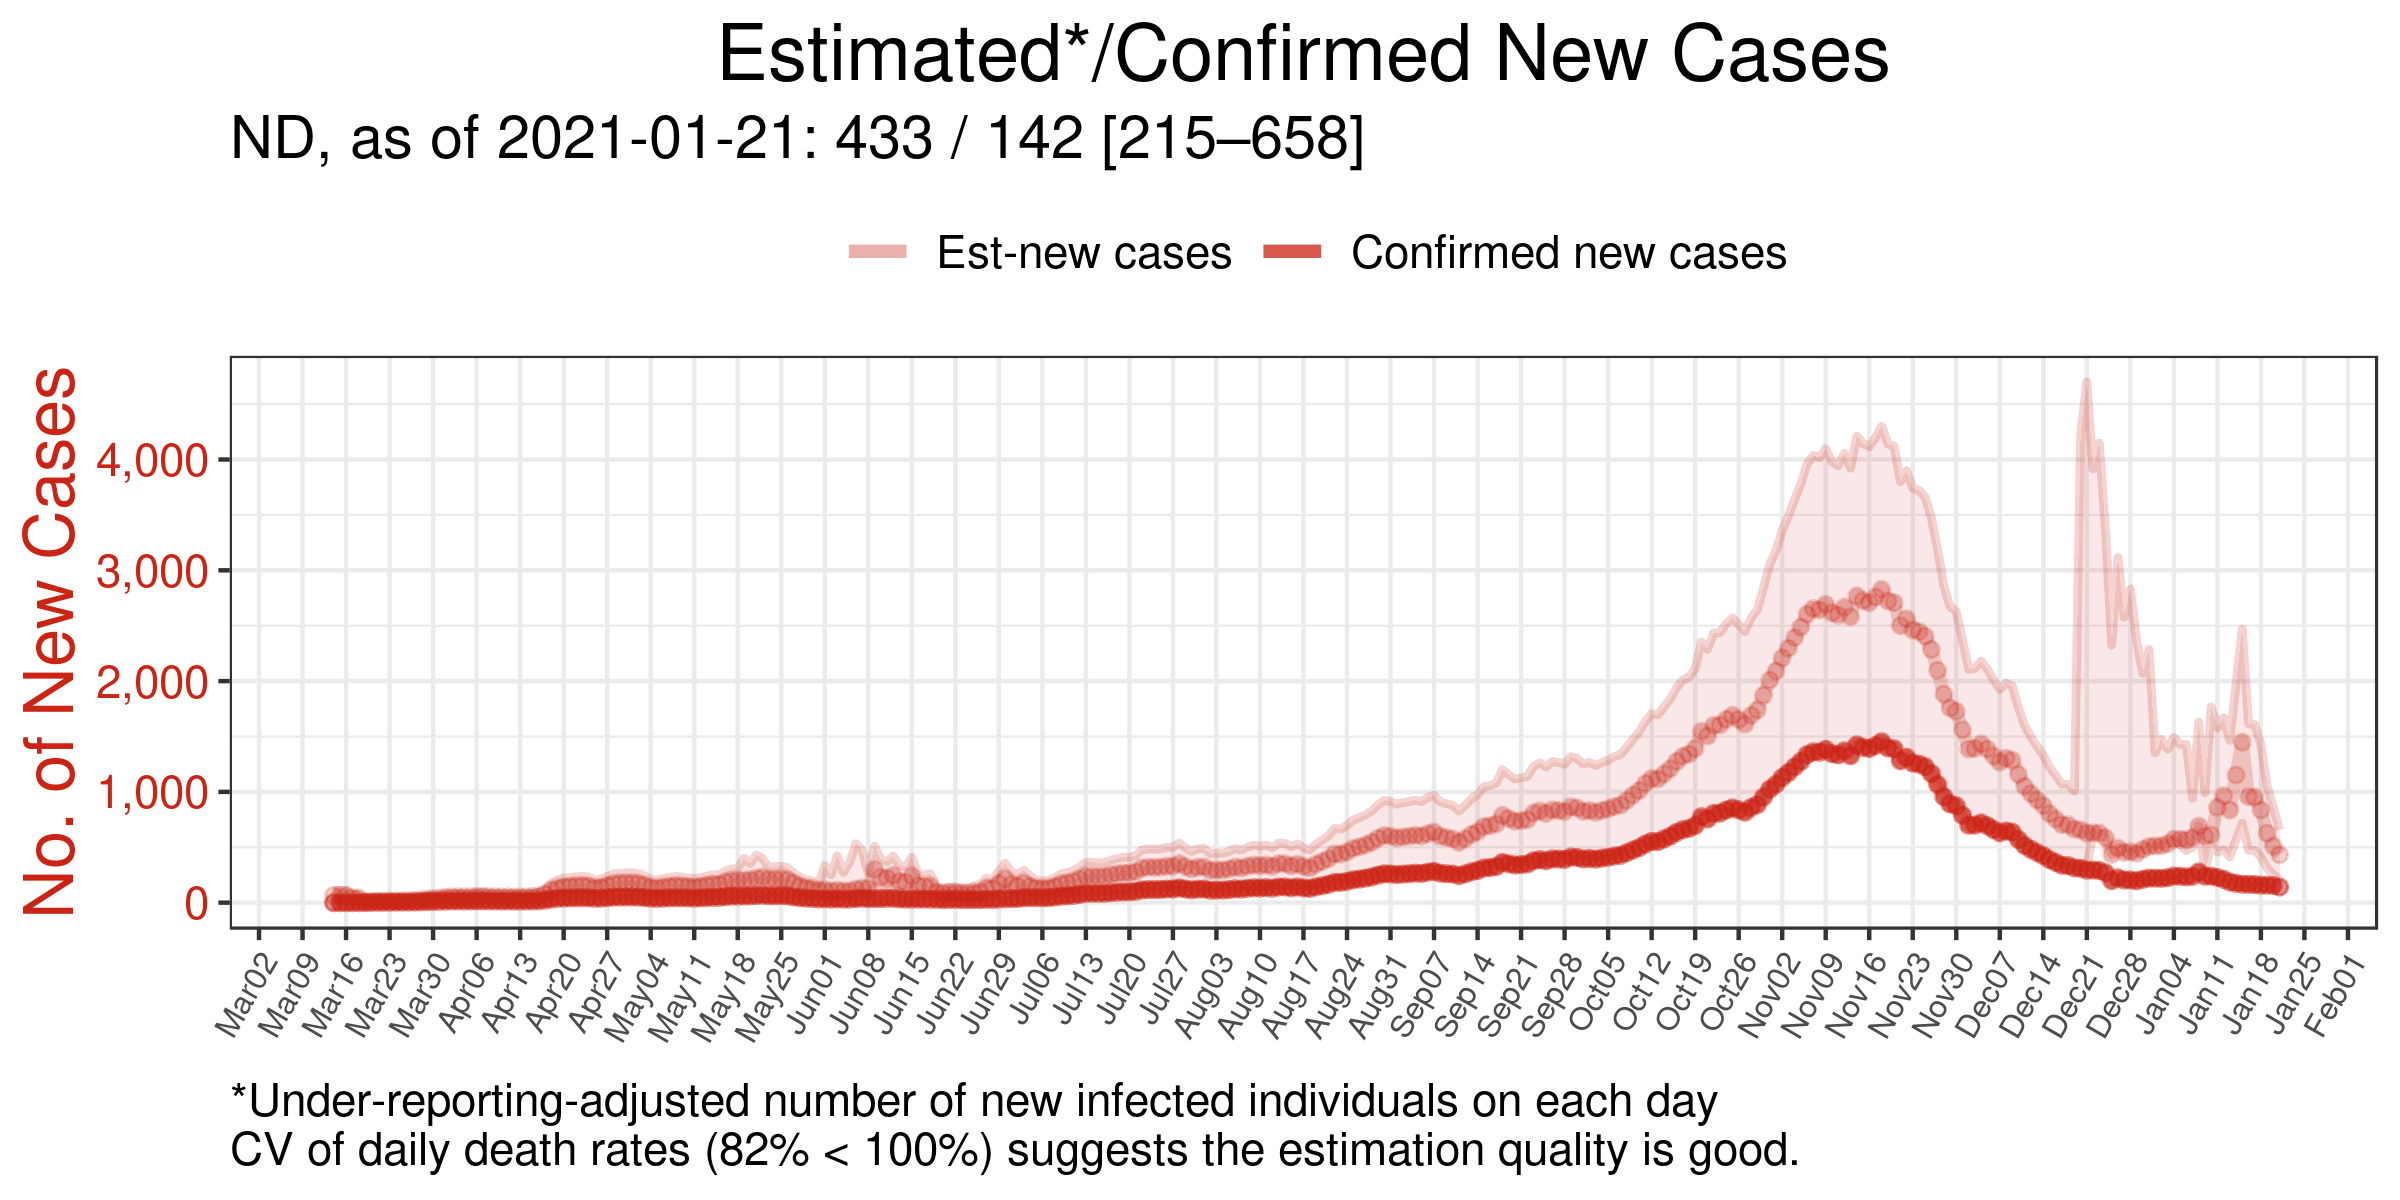 Estimated*/Confirmed New Cases
ND, as of 2021-01-21: 433 / 142 [215–658]
Est-new cases Confirmed new cases
No. of New Cases
4,000
3,000
2,000
1,000
0
Mar02 Mar09 Mar16 Mar23 Mar30 Apr06 Apr13 Apr20 Apr27 May04 May11 May18 May25 Jun01 Jun08 Jun15 Jun22 Jun29 Jul06 Jul13 Jul20 Jul27 Aug03 Aug10 Aug17 Aug24 Aug31 Sep07 Sep14 Sep21 Sep28 Oct05 Oct12 Oct19 Oct26 Nov02 Nov09 Nov16 Nov23 Nov30 Dec07 Dec14 Dec21 Dec28 Jan04 Jan11 Jan18 Jan25 Feb01
*Under-reporting-adjusted number of new infected individuals on each day
CV of daily death rates (82% < 100%) suggests the estimation quality is good.